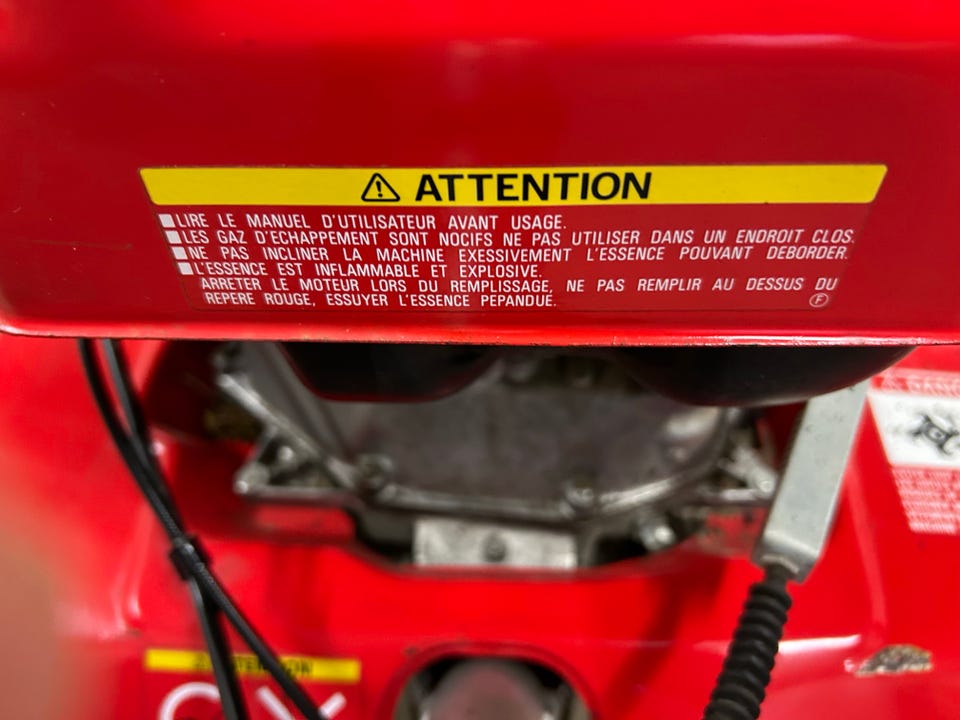 ⚠ ATTENTION
■LIRE LE MANUEL D'UTILISATEUR AVANT USAGE.
■LES GAZ D'ECHAPPEMENT SONT NOCIFS NE PAS UTILISER DANS UN ENDROIT CLOS.
■NE PAS INCLINER LA MACHINE EXESSIVEMENT L'ESSENCE POUVANT DEBORDER.
■L'ESSENCE EST INFLAMMABLE ET EXPLOSIVE.
ARRETER LE MOTEUR LORS DU REMPLISSAGE, NE PAS REMPLIR AU DESSUS DU
REPERE ROUGE, ESSUYER L'ESSENCE PEPANDUE.
Ⓕ
⚠ ATTENTION